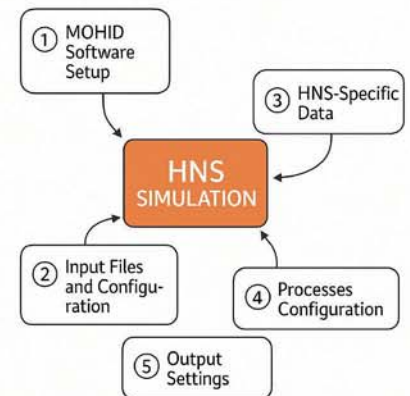 ① MOHID
Software
Setup
③ HNS-Specific
Data
HNS
SIMULATION
② Input Files
and Configu-
ration
④ Processes
Configuration
⑤ Output
Settings